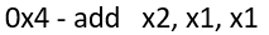 0x4 - add x2, x1, x1